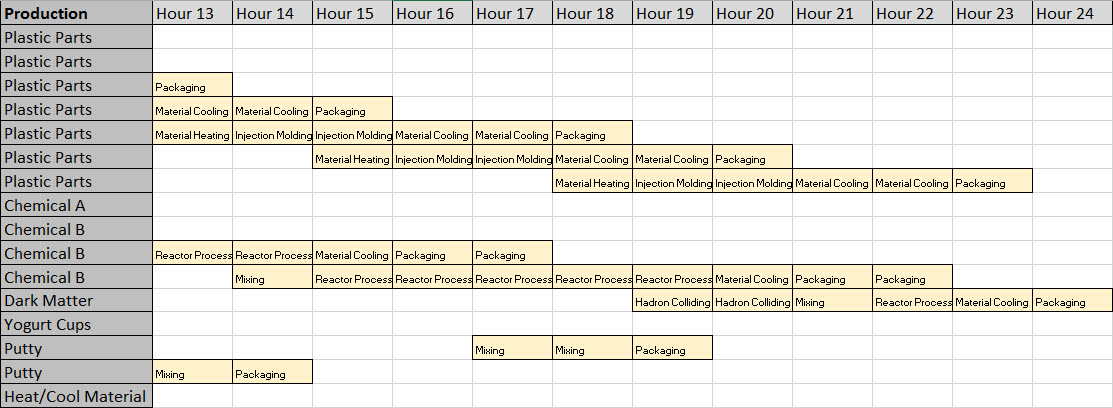 Production Hour 13 Hour 14 Hour 15 Hour 16 Hour 17 Hour 18 Hour 19 Hour 20 Hour 21 Hour 22 Hour 23 Hour 24
Plastic Parts
Plastic Parts
Plastic Parts Packaging
Plastic Parts Material Cooling Material Cooling Packaging
Plastic Parts Material Heating Injection Molding Injection Molding Material Cooling Material Cooling Packaging
Plastic Parts Material Heating Injection Molding Injection Molding Material Cooling Material Cooling Packaging
Plastic Parts Material Heating Injection Molding Injection Molding Material Cooling Material Cooling Packaging
Chemical A
Chemical B
Chemical B Reactor Process Reactor Process Material Cooling Packaging Packaging
Chemical B Mixing Reactor Process Reactor Process Reactor Process Reactor Process Reactor Process Material Cooling Packaging Packaging
Dark Matter Hadron Colliding Hadron Colliding Mixing Reactor Process Material Cooling Packaging
Yogurt Cups
Putty Mixing Mixing Packaging
Putty Mixing Packaging
Heat/Cool Material